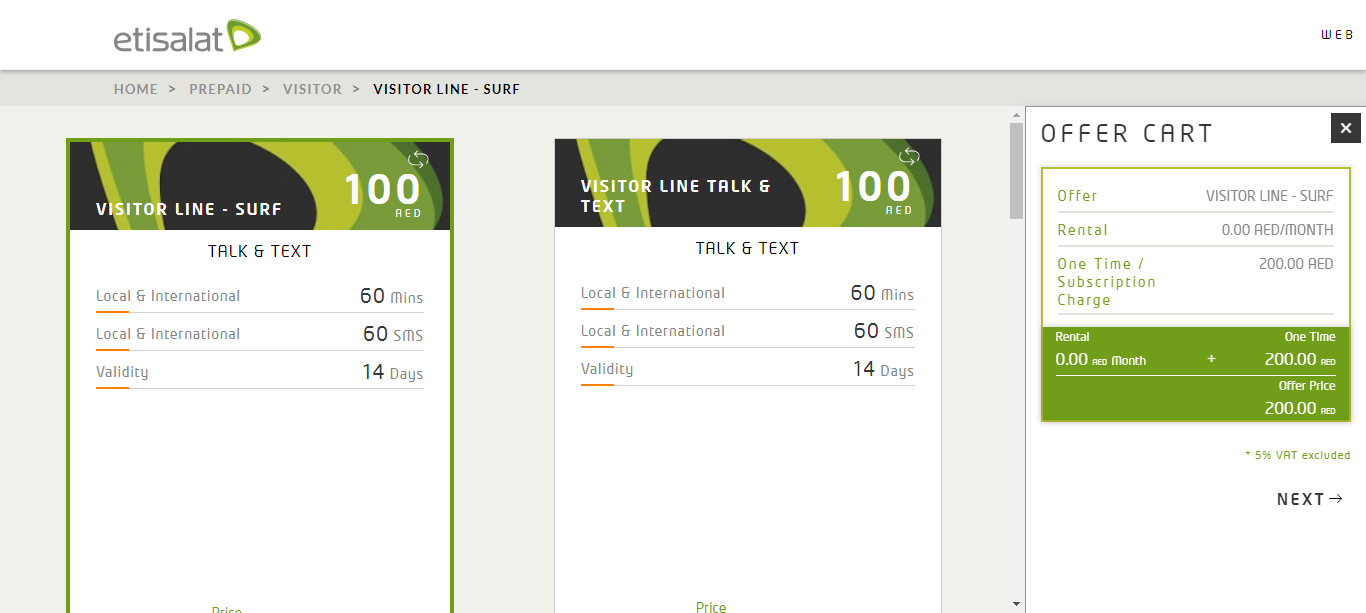 etisalat
WEB
HOME > PREPAID > VISITOR > VISITOR LINE - SURF
VISITOR LINE - SURF
100
AED
TALK & TEXT
Local & International 60 Mins
Local & International 60 SMS
Validity 14 Days
Price
VISITOR LINE TALK &
TEXT
100
AED
TALK & TEXT
Local & International 60 Mins
Local & International 60 SMS
Validity 14 Days
Price
OFFER CART
Offer VISITOR LINE - SURF
Rental 0.00 AED/MONTH
One Time / 200.00 AED
Subscription
Charge
Rental One Time
0.00 AED Month + 200.00 AED
Offer Price
200.00 AED
* 5% VAT excluded
NEXT